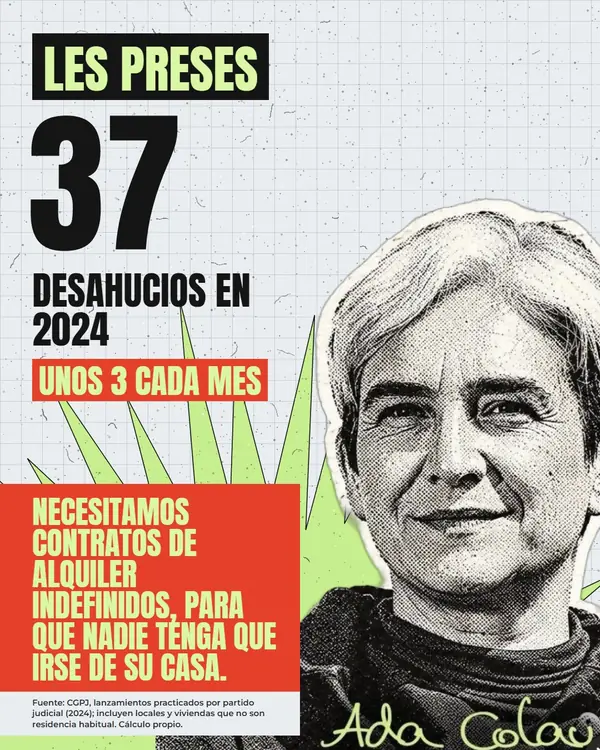 LES PRESES
37
DESAHUCIOS EN
2024
UNOS 3 CADA MES
NECESITAMOS
CONTRATOS DE
ALQUILER
INDEFINIDOS, PARA
QUE NADIE TENGA QUE
IRSE DE SU CASA.
Fuente: CGPJ, lanzamientos practicados por partido
judicial (2024); incluyen locales y viviendas que no son
residencia habitual. Cálculo propio.
Ada Colau